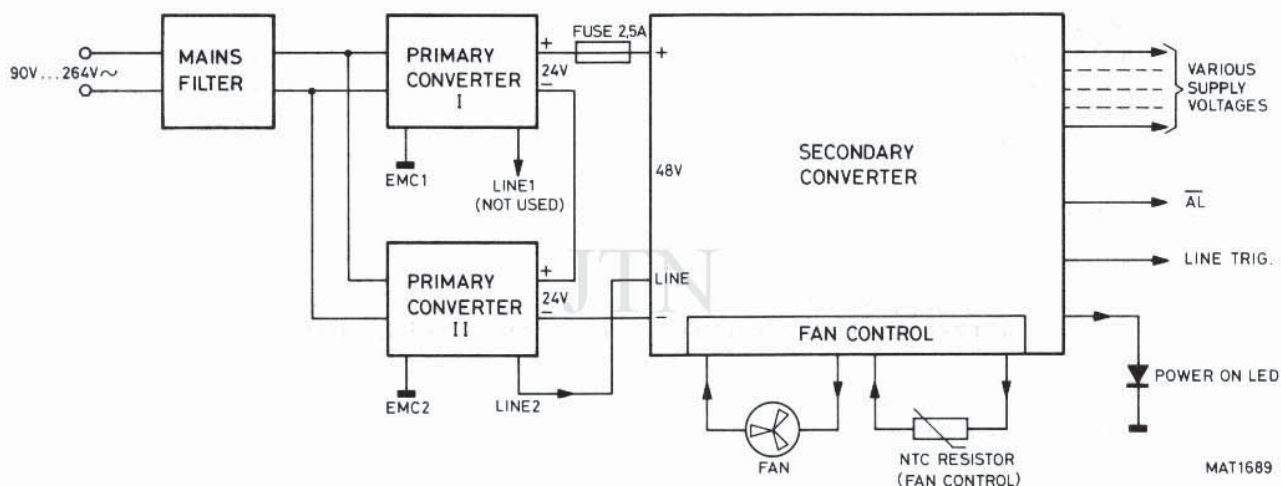 90V...264V~
MAINS
FILTER
PRIMARY
CONVERTER
I
+
24V
−
EMC1
LINE1
(NOT USED)
FUSE 2,5A
+
48V
LINE
−
SECONDARY
CONVERTER
PRIMARY
CONVERTER
II
+
24V
−
EMC2
LINE2
FAN CONTROL
FAN
NTC RESISTOR
(FAN CONTROL)
VARIOUS
SUPPLY
VOLTAGES
A̅L̅
LINE TRIG.
POWER ON LED
JTN
MAT1689